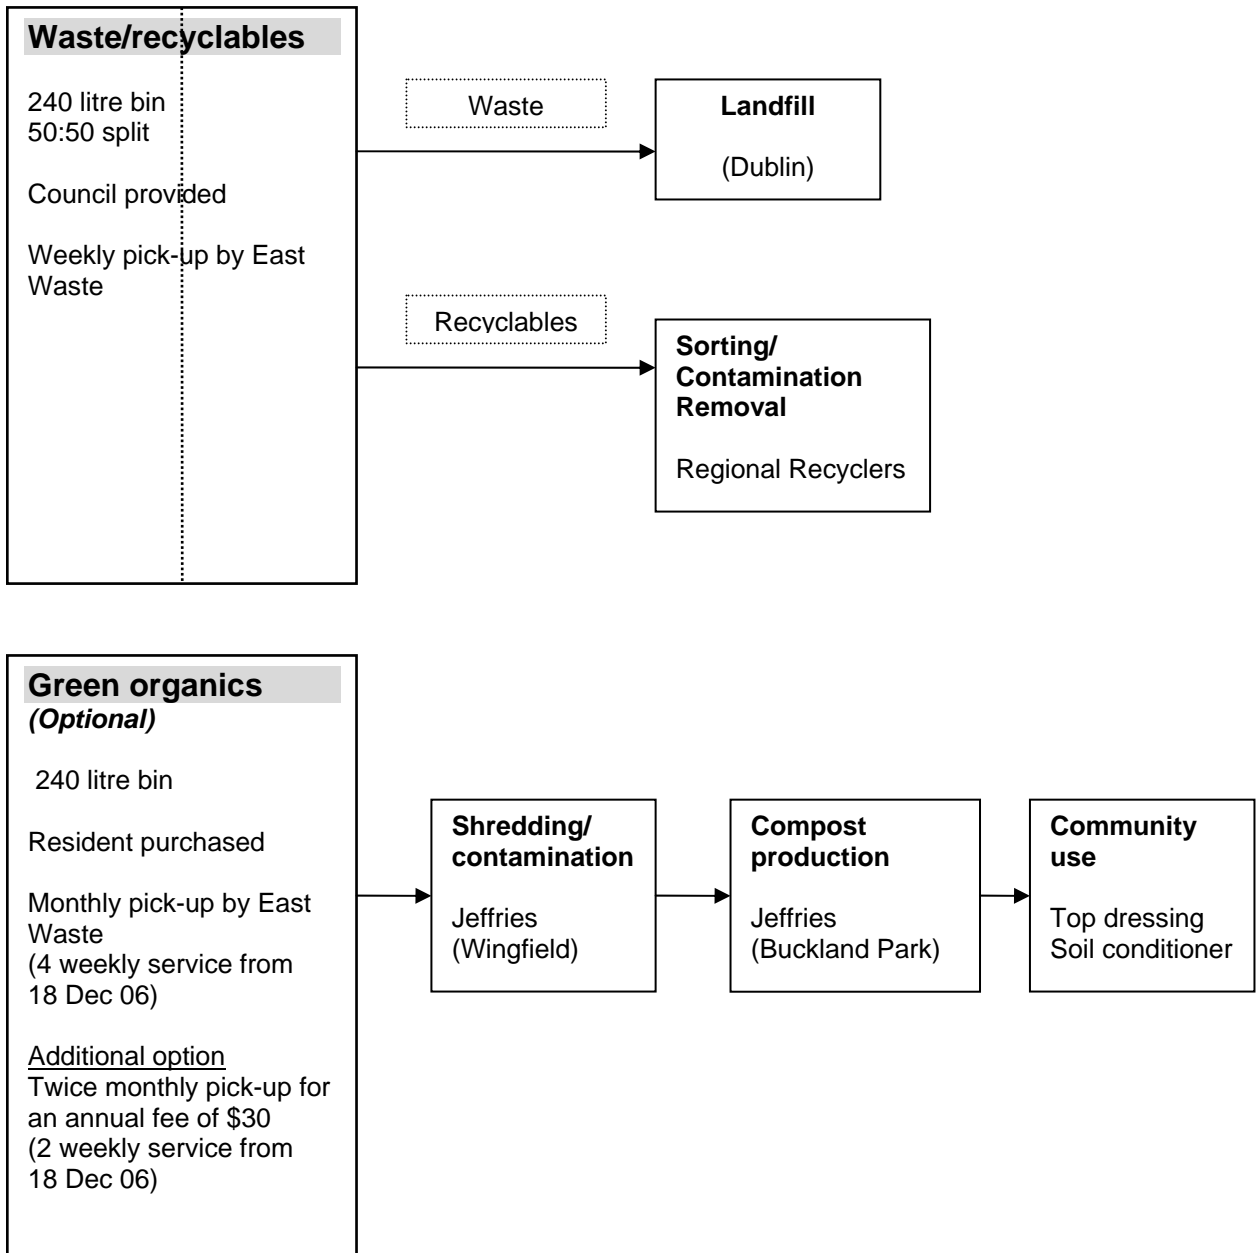 Waste/recyclables
240 litre bin
50:50 split
Council provided
Weekly pick-up by East
Waste
Waste
Landfill
(Dublin)
Recyclables
Sorting/
Contamination
Removal
Regional Recyclers
Green organics
(Optional)
240 litre bin
Resident purchased
Monthly pick-up by East
Waste
(4 weekly service from
18 Dec 06)
Additional option
Twice monthly pick-up for
an annual fee of $30
(2 weekly service from
18 Dec 06)
Shredding/
contamination
Jeffries
(Wingfield)
Compost
production
Jeffries
(Buckland Park)
Community
use
Top dressing
Soil conditioner